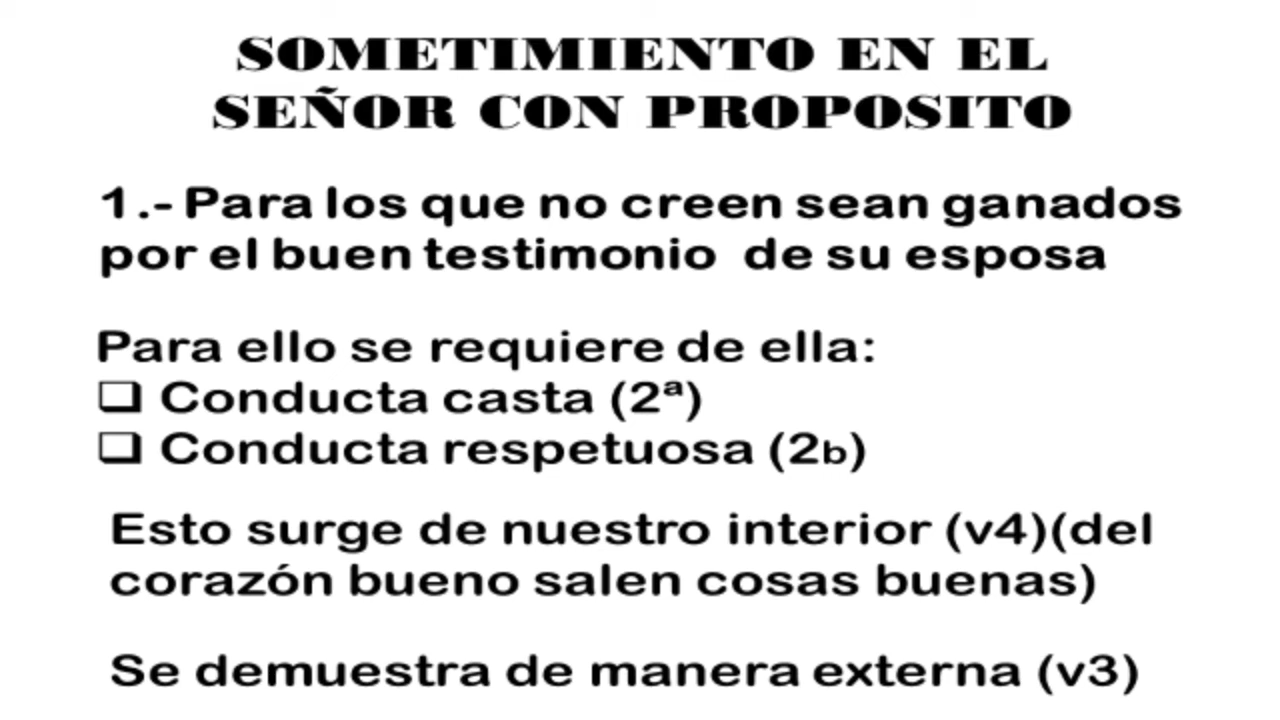 SOMETIMIENTO EN EL
SEÑOR CON PROPOSITO
1.- Para los que no creen sean ganados
por el buen testimonio de su esposa
Para ello se requiere de ella:
❑ Conducta casta (2ª)
❑ Conducta respetuosa (2b)
Esto surge de nuestro interior (v4)(del
corazón bueno salen cosas buenas)
Se demuestra de manera externa (v3)